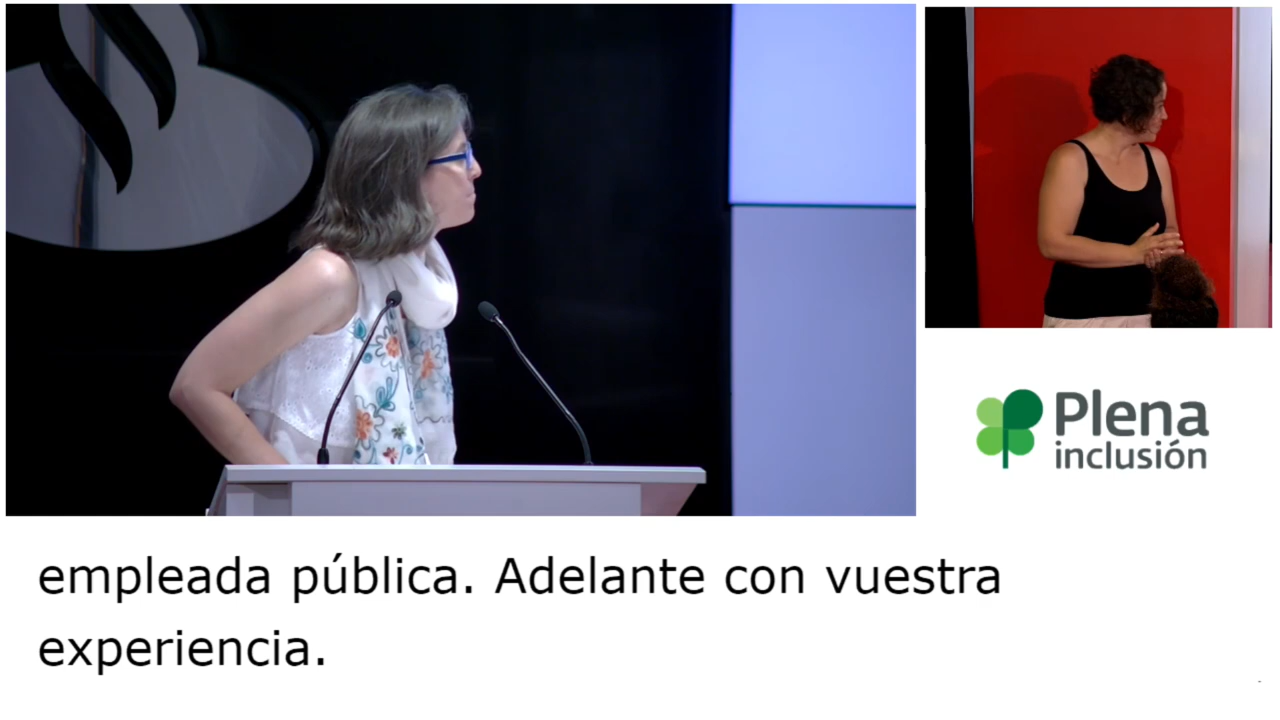 Plena
inclusión
empleada pública. Adelante con vuestra
experiencia.